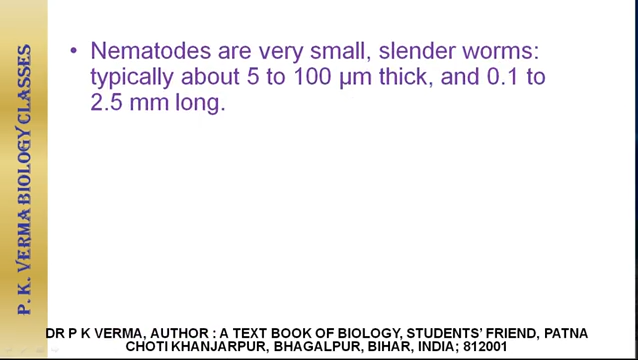 P. K. VERMA BIOLOGY CLASSES
• Nematodes are very small, slender worms:
typically about 5 to 100 µm thick, and 0.1 to
2.5 mm long.
DR P K VERMA, AUTHOR : A TEXT BOOK OF BIOLOGY, STUDENTS' FRIEND, PATNA
CHOTI KHANJARPUR, BHAGALPUR, BIHAR, INDIA; 812001